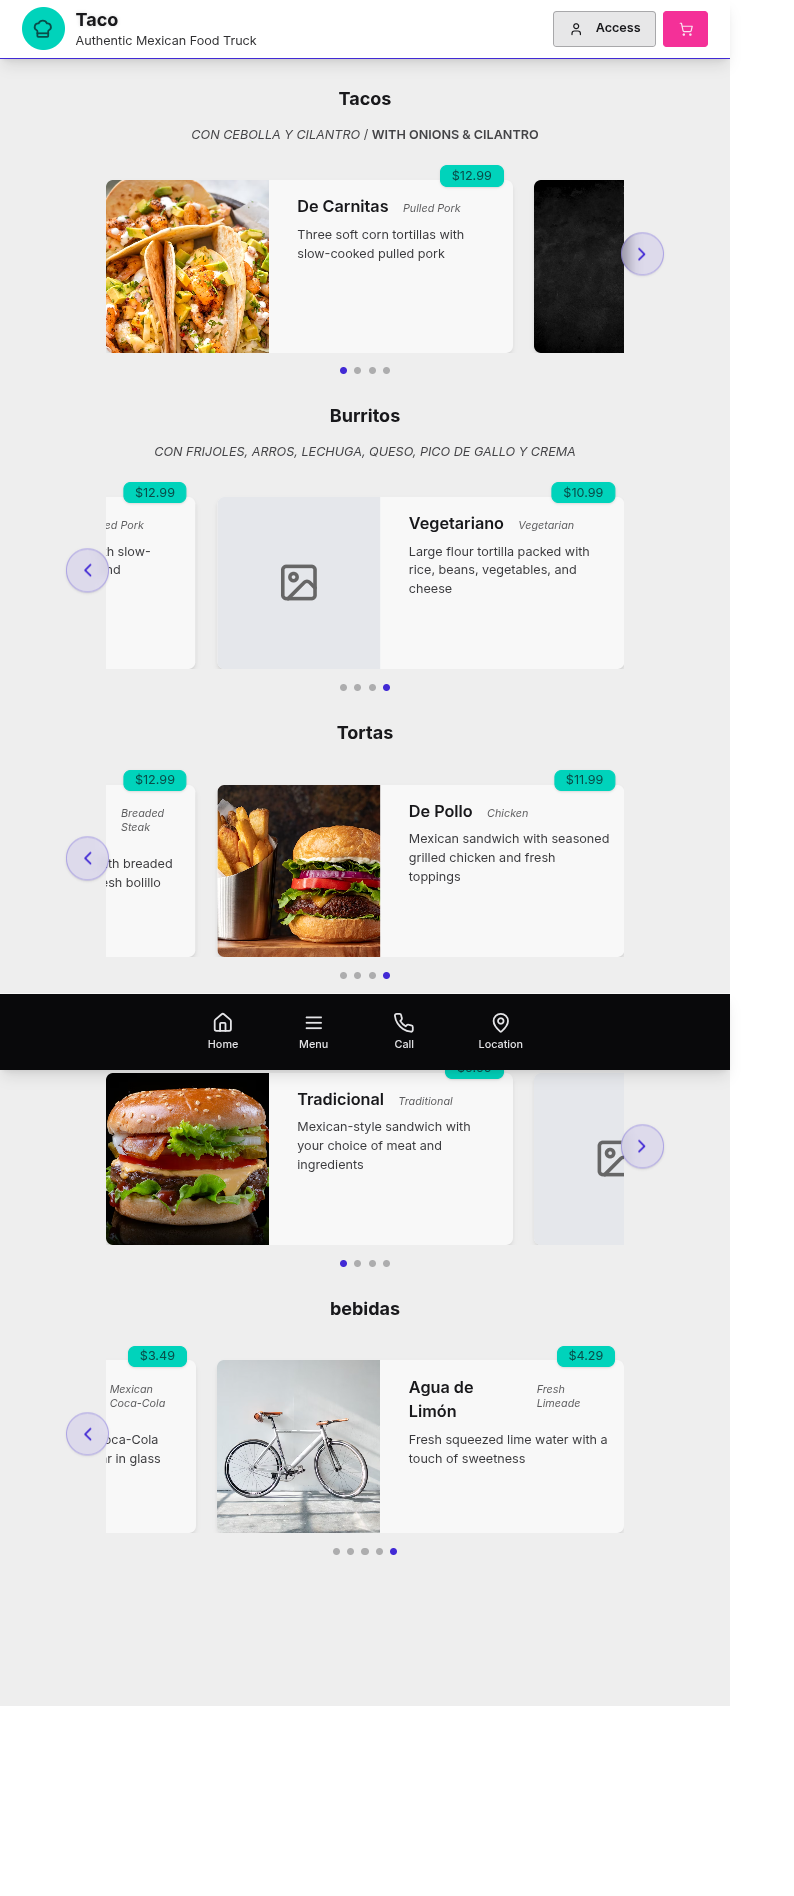 Taco
Authentic Mexican Food Truck
Access
Tacos
CON CEBOLLA Y CILANTRO / WITH ONIONS & CILANTRO
$12.99
De Carnitas Pulled Pork
Three soft corn tortillas with
slow-cooked pulled pork
Burritos
CON FRIJOLES, ARROS, LECHUGA, QUESO, PICO DE GALLO Y CREMA
$12.99
Pork
slow-
$10.99
Vegetariano Vegetarian
Large flour tortilla packed with
rice, beans, vegetables, and
cheese
Tortas
$12.99
Breaded
Steak
breaded
bolillo
$11.99
De Pollo Chicken
Mexican sandwich with seasoned
grilled chicken and fresh
toppings
Home
Menu
Call
Location
Tradicional Traditional
Mexican-style sandwich with
your choice of meat and
ingredients
bebidas
$3.49
Mexican
Coca-Cola
in glass
$4.29
Agua de
Limón
Fresh
Limeade
Fresh squeezed lime water with a
touch of sweetness